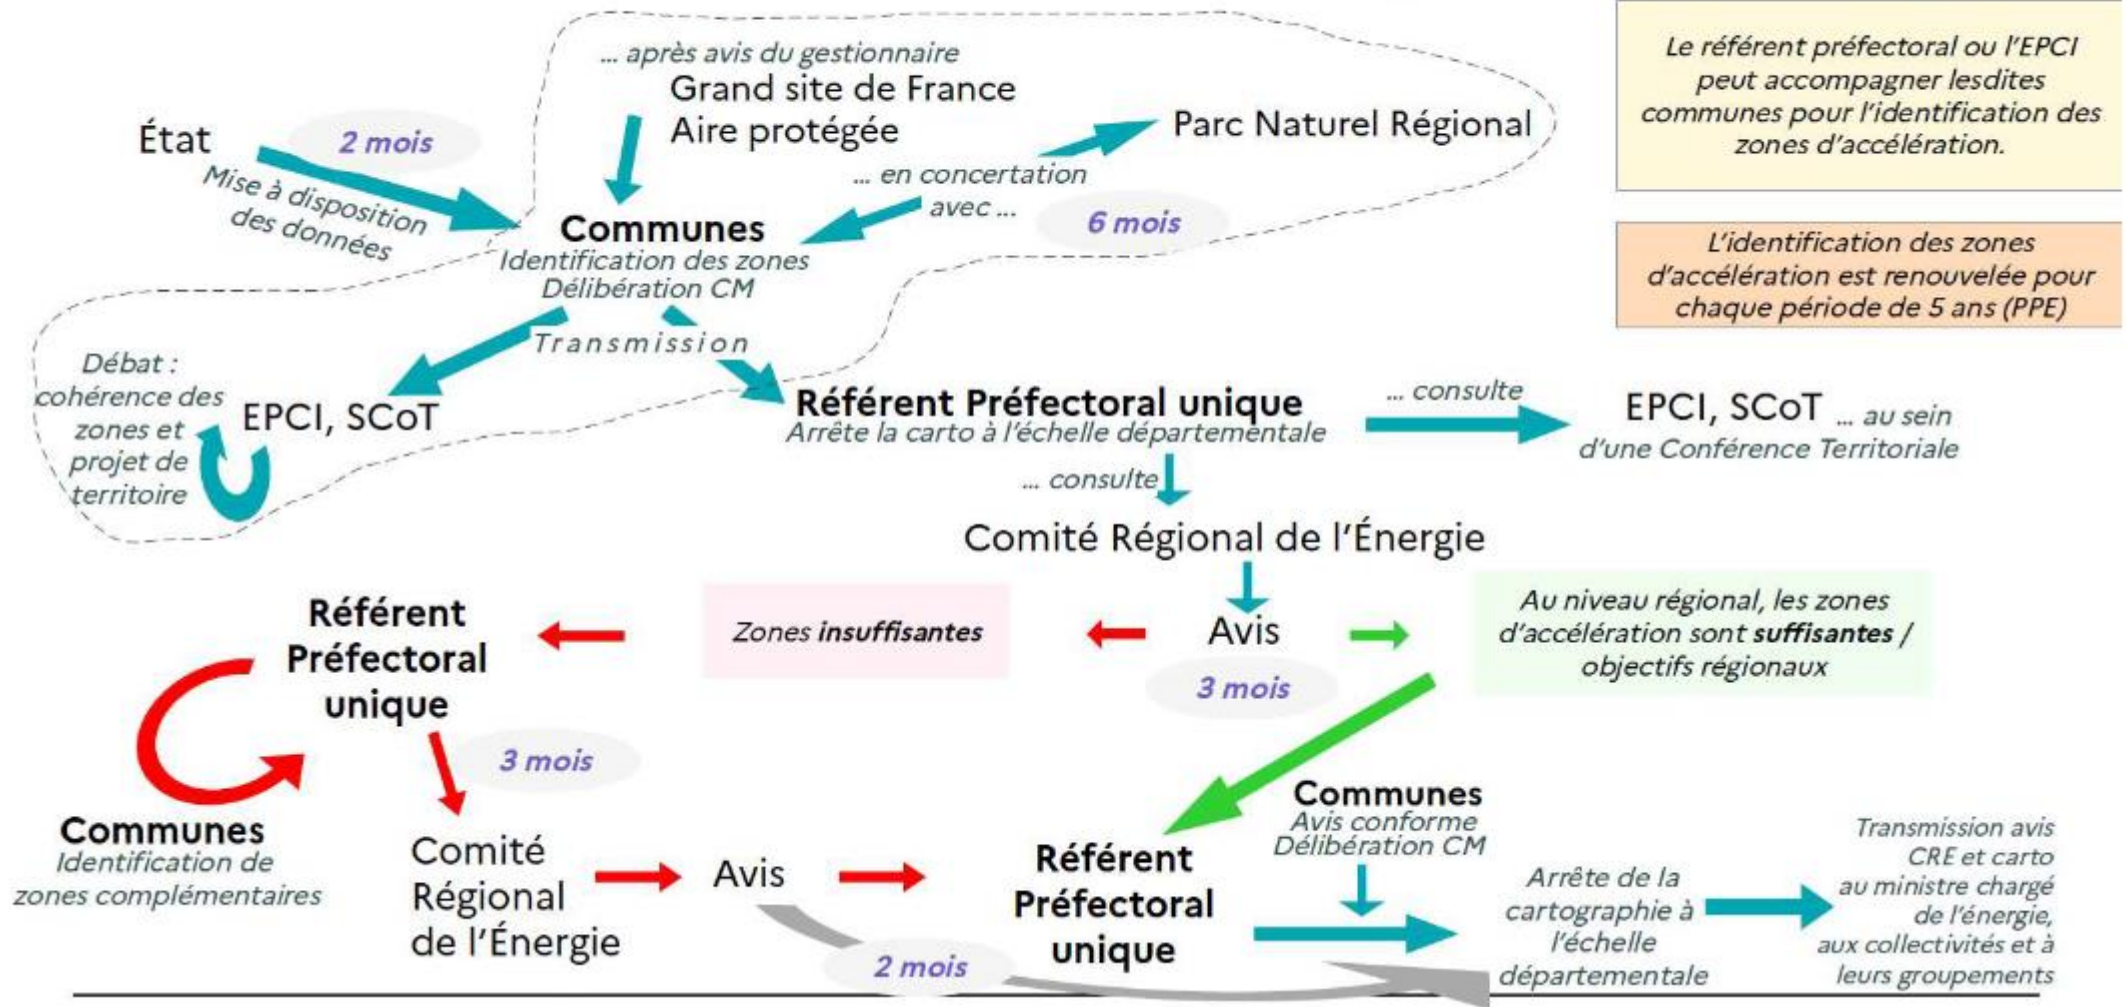 ... après avis du gestionnaire
Grand site de France
Aire protégée
État
2 mois
Mise à disposition
des données
Parc Naturel Régional
... en concertation
avec ...
6 mois
Communes
Identification des zones
Délibération CM
Transmission
Le référent préfectoral ou l'EPCI
peut accompagner lesdites
communes pour l'identification des
zones d'accélération.
L'identification des zones
d'accélération est renouvelée pour
chaque période de 5 ans (PPE)
Débat :
cohérence des
zones et
projet de
territoire
EPCI, SCoT
Référent Préfectoral unique
Arrête la carto à l'échelle départementale
... consulte
EPCI, SCoT ... au sein
d'une Conférence Territoriale
... consulte
Comité Régional de l'Énergie
Avis
3 mois
Zones insuffisantes
Au niveau régional, les zones
d'accélération sont suffisantes /
objectifs régionaux
Référent
Préfectoral
unique
3 mois
Communes
Identification de
zones complémentaires
Comité
Régional
de l'Énergie
Avis
2 mois
Référent
Préfectoral
unique
Communes
Avis conforme
Délibération CM
Arrête de la
cartographie à
l'échelle
départementale
Transmission avis
CRE et carto
au ministre chargé
de l'énergie,
aux collectivités et à
leurs groupements